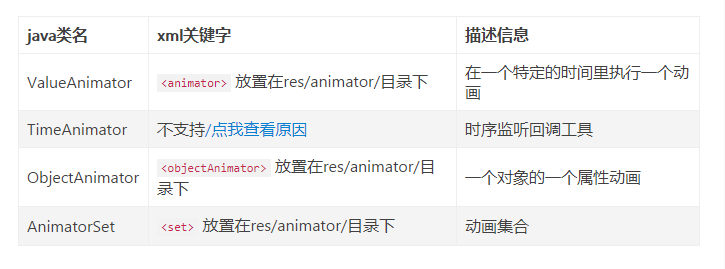 java类名 xml关键字 描述信息
ValueAnimator <animator> 放置在res/animator/目录下 在一个特定的时间里执行一个动
画
TimeAnimator 不支持/点我查看原因 时序监听回调工具
ObjectAnimator <objectAnimator> 放置在res/animator/目
录下 一个对象的一个属性动画
AnimatorSet <set> 放置在res/animator/目录下 动画集合